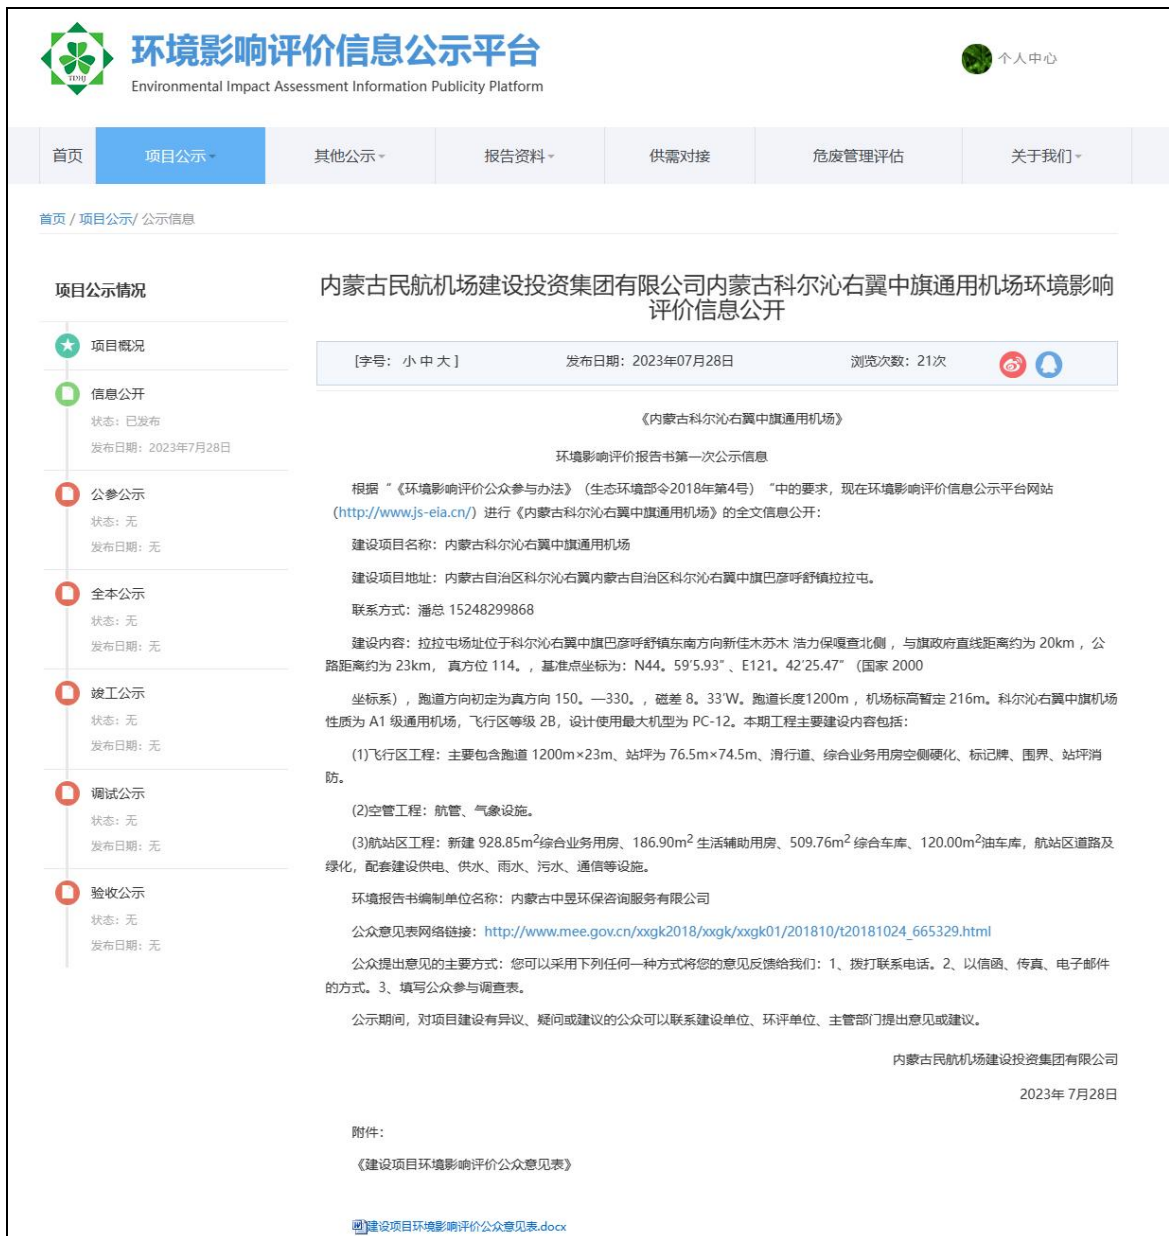 TDHJ
环境影响评价信息公示平台
Environmental Impact Assessment Information Publicity Platform
个人中心
首页 项目公示 其他公示 报告资料 供需对接 危废管理评估 关于我们
首页 / 项目公示/ 公示信息
项目公示情况
项目概况
信息公开
状态：已发布
发布日期：2023年7月28日
公参公示
状态：无
发布日期：无
全本公示
状态：无
发布日期：无
竣工公示
状态：无
发布日期：无
调试公示
状态：无
发布日期：无
验收公示
状态：无
发布日期：无
内蒙古民航机场建设投资集团有限公司内蒙古科尔沁右翼中旗通用机场环境影响
评价信息公开
[字号： 小 中 大 ] 发布日期：2023年07月28日 浏览次数：21次
《内蒙古科尔沁右翼中旗通用机场》
环境影响评价报告书第一次公示信息
根据“《环境影响评价公众参与办法》（生态环境部令2018年第4号）“中的要求，现在环境影响评价信息公示平台网站
（http://www.js-eia.cn/）进行《内蒙古科尔沁右翼中旗通用机场》的全文信息公开：
建设项目名称：内蒙古科尔沁右翼中旗通用机场
建设项目地址：内蒙古自治区科尔沁右翼内蒙古自治区科尔沁右翼中旗巴彦呼舒镇拉拉屯。
联系方式：潘总 15248299868
建设内容：拉拉屯场址位于科尔沁右翼中旗巴彦呼舒镇东南方向新佳木苏木 浩力保嘎查北侧，与旗政府直线距离约为 20km，公
路距离约为 23km， 真方位 114。，基准点坐标为：N44。59′5.93″、E121。42′25.47″（国家 2000
坐标系），跑道方向初定为真方向 150。—330。，磁差 8。33′W。跑道长度1200m，机场标高暂定 216m。科尔沁右翼中旗机场
性质为 A1 级通用机场，飞行区等级 2B，设计使用最大机型为 PC-12。本期工程主要建设内容包括：
(1)飞行区工程：主要包含跑道 1200m×23m、站坪为 76.5m×74.5m、滑行道、综合业务用房空侧硬化、标记牌、围界、站坪消
防。
(2)空管工程：航管、气象设施。
(3)航站区工程：新建 928.85m²综合业务用房、186.90m² 生活辅助用房、509.76m² 综合车库、120.00m²油车库，航站区道路及
绿化，配套建设供电、供水、雨水、污水、通信等设施。
环境报告书编制单位名称：内蒙古中昱环保咨询服务有限公司
公众意见表网络链接：http://www.mee.gov.cn/xxgk2018/xxgk/xxgk01/201810/t20181024_665329.html
公众提出意见的主要方式：您可以采用下列任何一种方式将您的意见反馈给我们：1、拨打联系电话。2、以信函、传真、电子邮件
的方式。3、填写公众参与调查表。
公示期间，对项目建设有异议、疑问或建议的公众可以联系建设单位、环评单位、主管部门提出意见或建议。
内蒙古民航机场建设投资集团有限公司
2023年 7月28日
附件：
《建设项目环境影响评价公众意见表》
建设项目环境影响评价公众意见表.docx